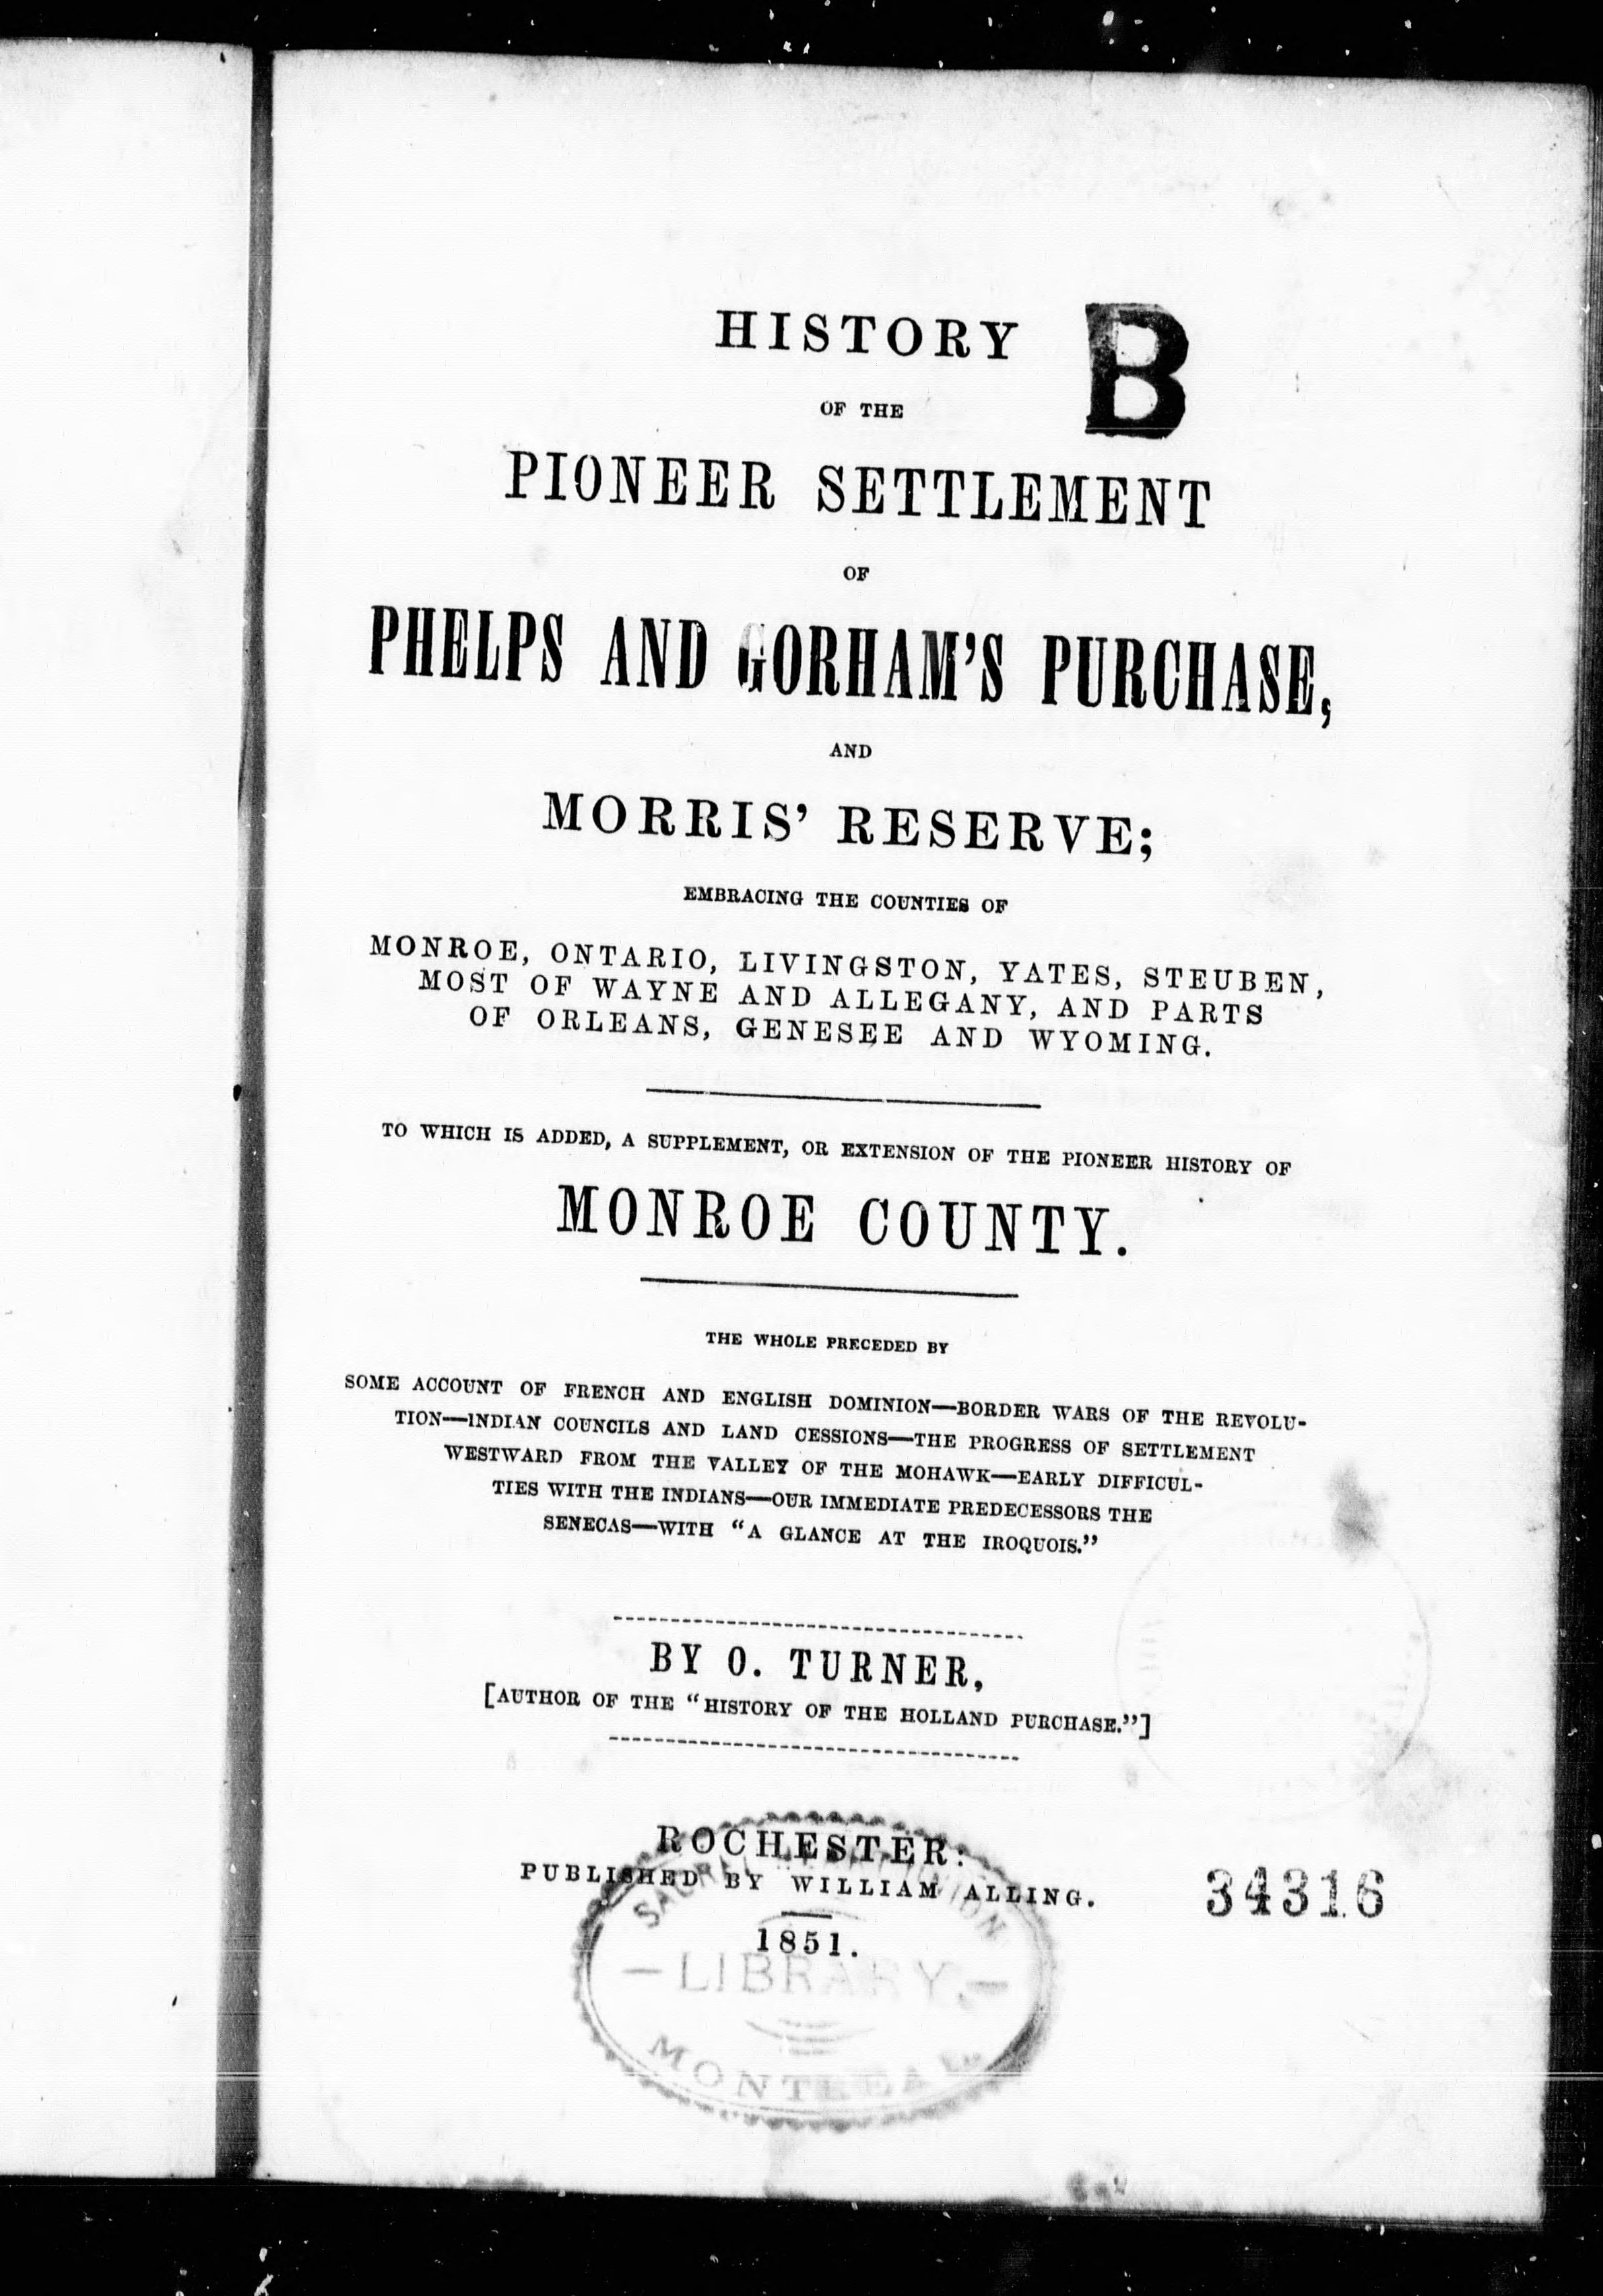 HISTORY
B
OF THE
PIONEER SETTLEMENT
OF
PHELPS AND GORHAM'S PURCHASE,
AND
MORRIS' RESERVE;
EMBRACING THE COUNTIES OF
MONROE, ONTARIO, LIVINGSTON, YATES, STEUBEN,
MOST OF WAYNE AND ALLEGANY, AND PARTS
OF ORLEANS, GENESEE AND WYOMING.
TO WHICH IS ADDED, A SUPPLEMENT, OR EXTENSION OF THE PIONEER HISTORY OF
MONROE COUNTY.
THE WHOLE PRECEDED BY
SOME ACCOUNT OF FRENCH AND ENGLISH DOMINION—BORDER WARS OF THE REVOLU-
TION—INDIAN COUNCILS AND LAND CESSIONS—THE PROGRESS OF SETTLEMENT
WESTWARD FROM THE VALLEY OF THE MOHAWK—EARLY DIFFICUL-
TIES WITH THE INDIANS—OUR IMMEDIATE PREDECESSORS THE
SENECAS—WITH "A GLANCE AT THE IROQUOIS."
BY O. TURNER,
[AUTHOR OF THE "HISTORY OF THE HOLLAND PURCHASE."]
ROCHESTER:
PUBLISHED BY WILLIAM ALLING.
34316
1851.
—LIBRARY,—
MONTREAL